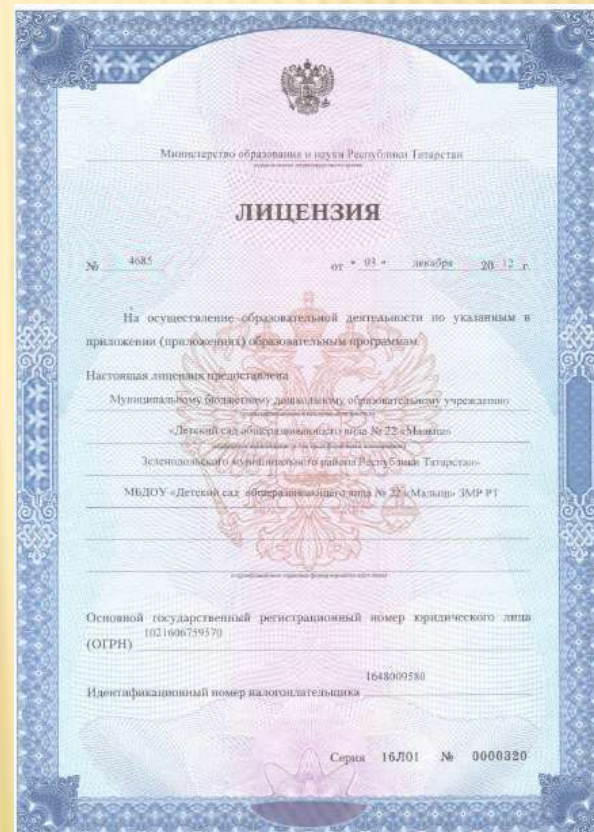 Министерство образования и науки Республики Татарстан
ЛИЦЕНЗИЯ
№ 4685 от " 03 " декабря 20 12 г.
На осуществление образовательной деятельности по указанным в
приложении (приложениях) образовательным программам
Настоящая лицензия предоставлена
Муниципальному бюджетному дошкольному образовательному учреждению
«Детский сад общеразвивающего вида № 22 «Малыш»
Зеленодольского муниципального района Республики Татарстан»
МБДОУ «Детский сад общеразвивающего вида № 22 «Малыш» ЗМР РТ
Основной государственный регистрационный номер юридического лица
(ОГРН) 1021606759570
Идентификационный номер налогоплательщика 1648009580
Серия 16Л01 № 0000320